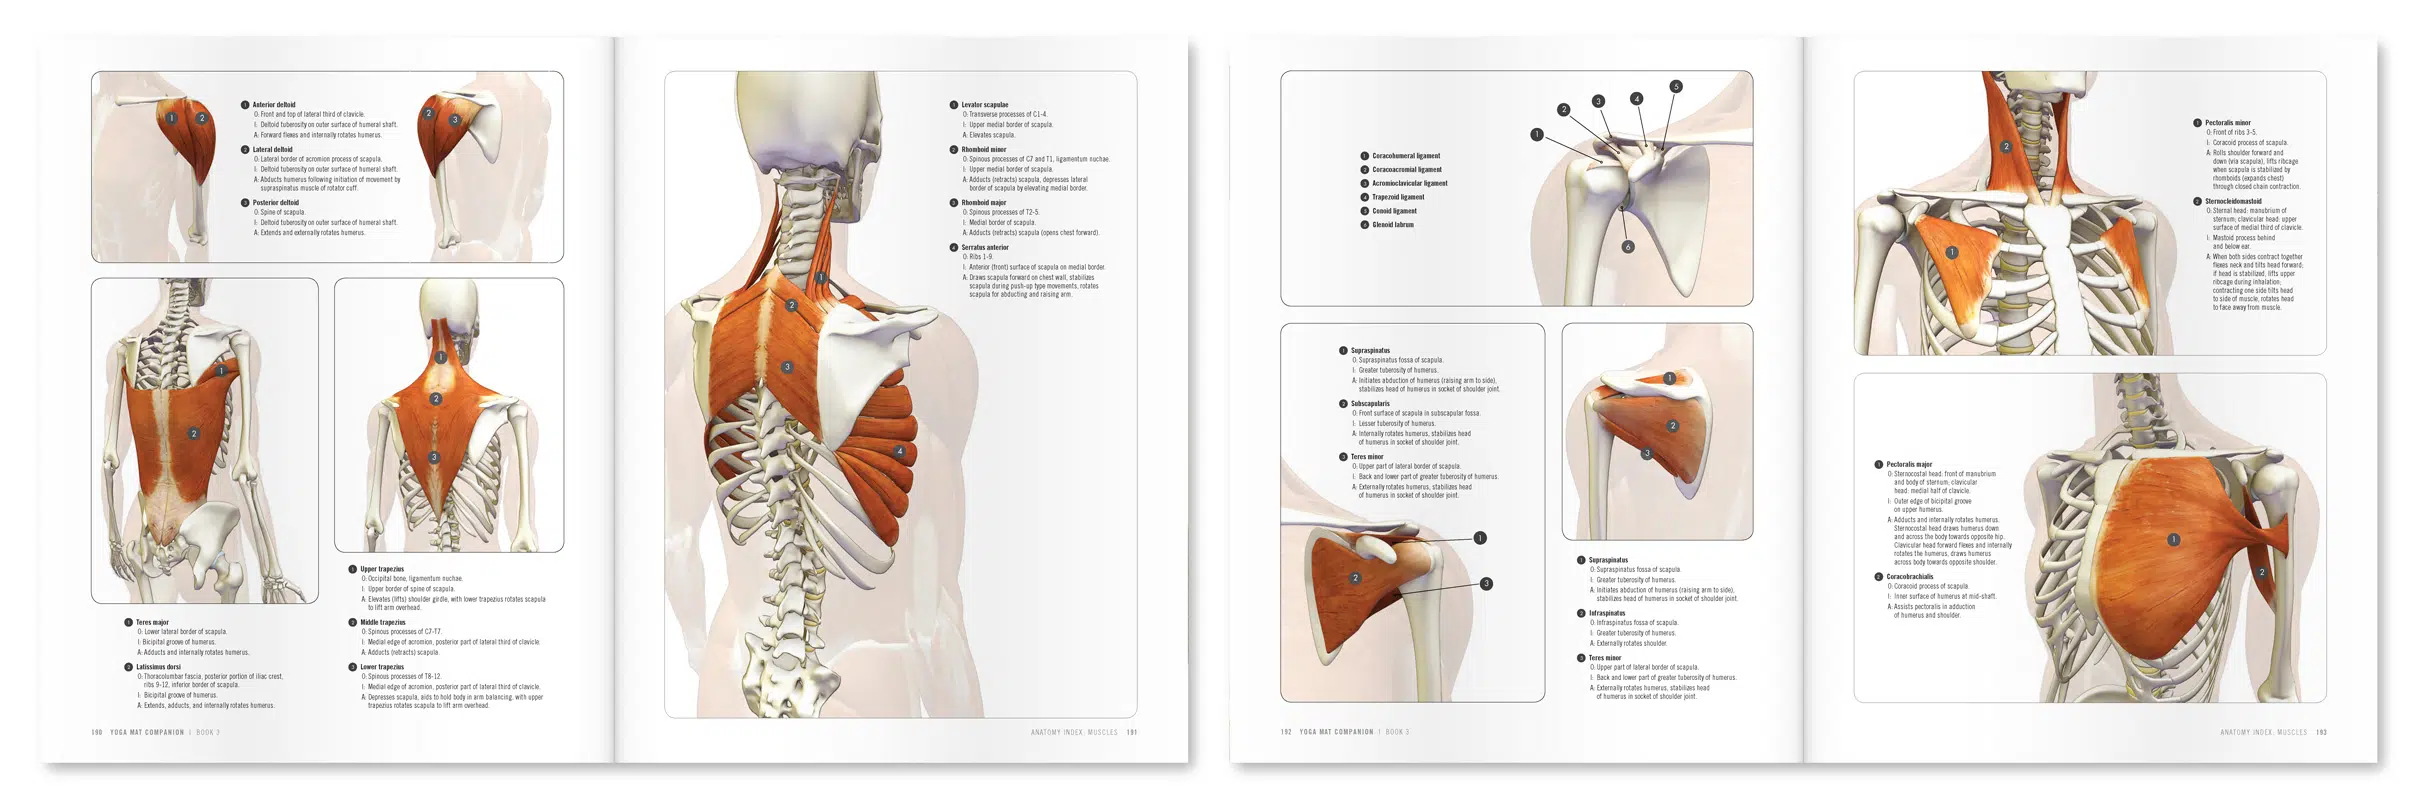 1 Anterior deltoid
O: Front and top of lateral third of clavicle.
I: Deltoid tuberosity on outer surface of humeral shaft.
A: Forward flexes and internally rotates humerus.
2 Lateral deltoid
O: Lateral border of acromion process of scapula.
I: Deltoid tuberosity on outer surface of humeral shaft.
A: Abducts humerus following initiation of movement by
supraspinatus muscle of rotator cuff.
3 Posterior deltoid
O: Spine of scapula.
I: Deltoid tuberosity on outer surface of humeral shaft.
A: Extends and externally rotates humerus.
1 2
2 3
1
2
1
2
3
1 Teres major
O: Lower lateral border of scapula.
I: Bicipital groove of humerus.
A: Adducts and internally rotates humerus.
2 Latissimus dorsi
O: Thoracolumbar fascia, posterior portion of iliac crest,
ribs 9-12, inferior border of scapula.
I: Bicipital groove of humerus.
A: Extends, adducts, and internally rotates humerus.
1 Upper trapezius
O: Occipital bone, ligamentum nuchae.
I: Upper border of spine of scapula.
A: Elevates (lifts) shoulder girdle, with lower trapezius rotates scapula
to lift arm overhead.
2 Middle trapezius
O: Spinous processes of C7-T7.
I: Medial edge of acromion, posterior part of lateral third of clavicle.
A: Adducts (retracts) scapula.
3 Lower trapezius
O: Spinous processes of T8-12.
I: Medial edge of acromion, posterior part of lateral third of clavicle.
A: Depresses scapula, aids to hold body in arm balancing, with upper
trapezius rotates scapula to lift arm overhead.
190 YOGA MAT COMPANION | BOOK 3
1 Levator scapulae
O: Transverse processes of C1-4.
I: Upper medial border of scapula.
A: Elevates scapula.
2 Rhomboid minor
O: Spinous processes of C7 and T1, ligamentum nuchae.
I: Upper medial border of scapula.
A: Adducts (retracts) scapula, depresses lateral
border of scapula by elevating medial border.
3 Rhomboid major
O: Spinous processes of T2-5.
I: Medial border of scapula.
A: Adducts (retracts) scapula (opens chest forward).
4 Serratus anterior
O: Ribs 1-9.
I: Anterior (front) surface of scapula on medial border.
A: Draws scapula forward on chest wall, stabilizes
scapula during push-up type movements, rotates
scapula for abducting and raising arm.
1
2
3
4
ANATOMY INDEX: MUSCLES 191
1 Coracohumeral ligament
2 Coracoacromial ligament
3 Acromioclavicular ligament
4 Trapezoid ligament
5 Conoid ligament
6 Glenoid labrum
1 2 3 4 5
6
1 Supraspinatus
O: Supraspinatus fossa of scapula.
I: Greater tuberosity of humerus.
A: Initiates abduction of humerus (raising arm to side),
stabilizes head of humerus in socket of shoulder joint.
2 Subscapularis
O: Front surface of scapula in subscapular fossa.
I: Lesser tuberosity of humerus.
A: Internally rotates humerus, stabilizes head
of humerus in socket of shoulder joint.
3 Teres minor
O: Upper part of lateral border of scapula.
I: Back and lower part of greater tuberosity of humerus.
A: Externally rotates humerus, stabilizes head
of humerus in socket of shoulder joint.
1
2
3
1
2
3
1 Supraspinatus
O: Supraspinatus fossa of scapula.
I: Greater tuberosity of humerus.
A: Initiates abduction of humerus (raising arm to side),
stabilizes head of humerus in socket of shoulder joint.
2 Infraspinatus
O: Infraspinatus fossa of scapula.
I: Greater tuberosity of humerus.
A: Externally rotates shoulder.
3 Teres minor
O: Upper part of lateral border of scapula.
I: Back and lower part of greater tuberosity of humerus.
A: Externally rotates humerus, stabilizes head
of humerus in socket of shoulder joint.
192 YOGA MAT COMPANION | BOOK 3
1 Pectoralis minor
O: Front of ribs 3-5.
I: Coracoid process of scapula.
A: Rolls shoulder forward and
down (via scapula), lifts ribcage
when scapula is stabilized by
rhomboids (expands chest)
through closed chain contraction.
2 Sternocleidomastoid
O: Sternal head: manubrium of
sternum; clavicular head: upper
surface of medial third of clavicle.
I: Mastoid process behind
and below ear.
A: When both sides contract together
flexes neck and tilts head forward;
if head is stabilized, lifts upper
ribcage during inhalation;
contracting one side tilts head
to side of muscle, rotates head
to face away from muscle.
2
1
1 Pectoralis major
O: Sternocostal head: front of manubrium
and body of sternum; clavicular
head: medial half of clavicle.
I: Outer edge of bicipital groove
on upper humerus.
A: Adducts and internally rotates humerus.
Sternocostal head draws humerus down
and across the body towards opposite hip.
Clavicular head forward flexes and internally
rotates the humerus, draws humerus
across body towards opposite shoulder.
2 Coracobrachialis
O: Coracoid process of scapula.
I: Inner surface of humerus at mid-shaft.
A: Assists pectoralis in adduction
of humerus and shoulder.
1
2
ANATOMY INDEX: MUSCLES 193